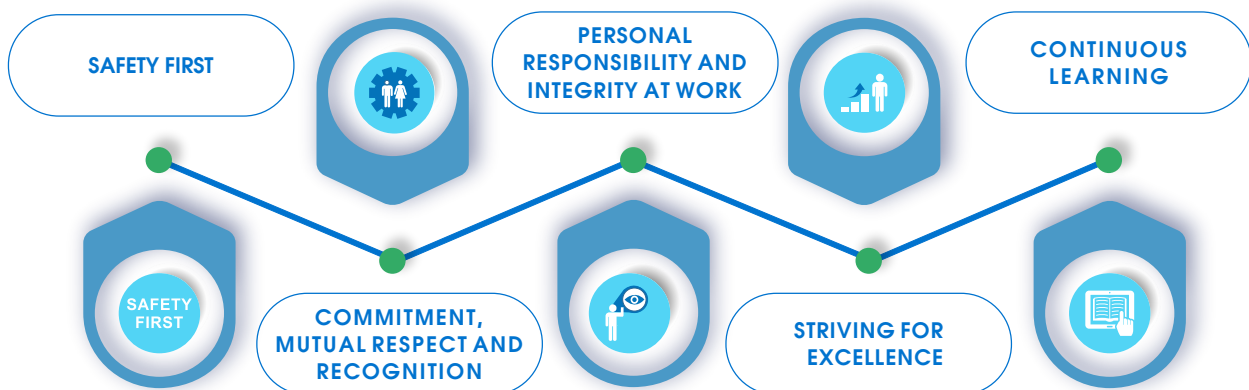 SAFETY FIRST
PERSONAL
RESPONSIBILITY AND
INTEGRITY AT WORK
CONTINUOUS
LEARNING
SAFETY
FIRST
COMMITMENT,
MUTUAL RESPECT AND
RECOGNITION
STRIVING FOR
EXCELLENCE